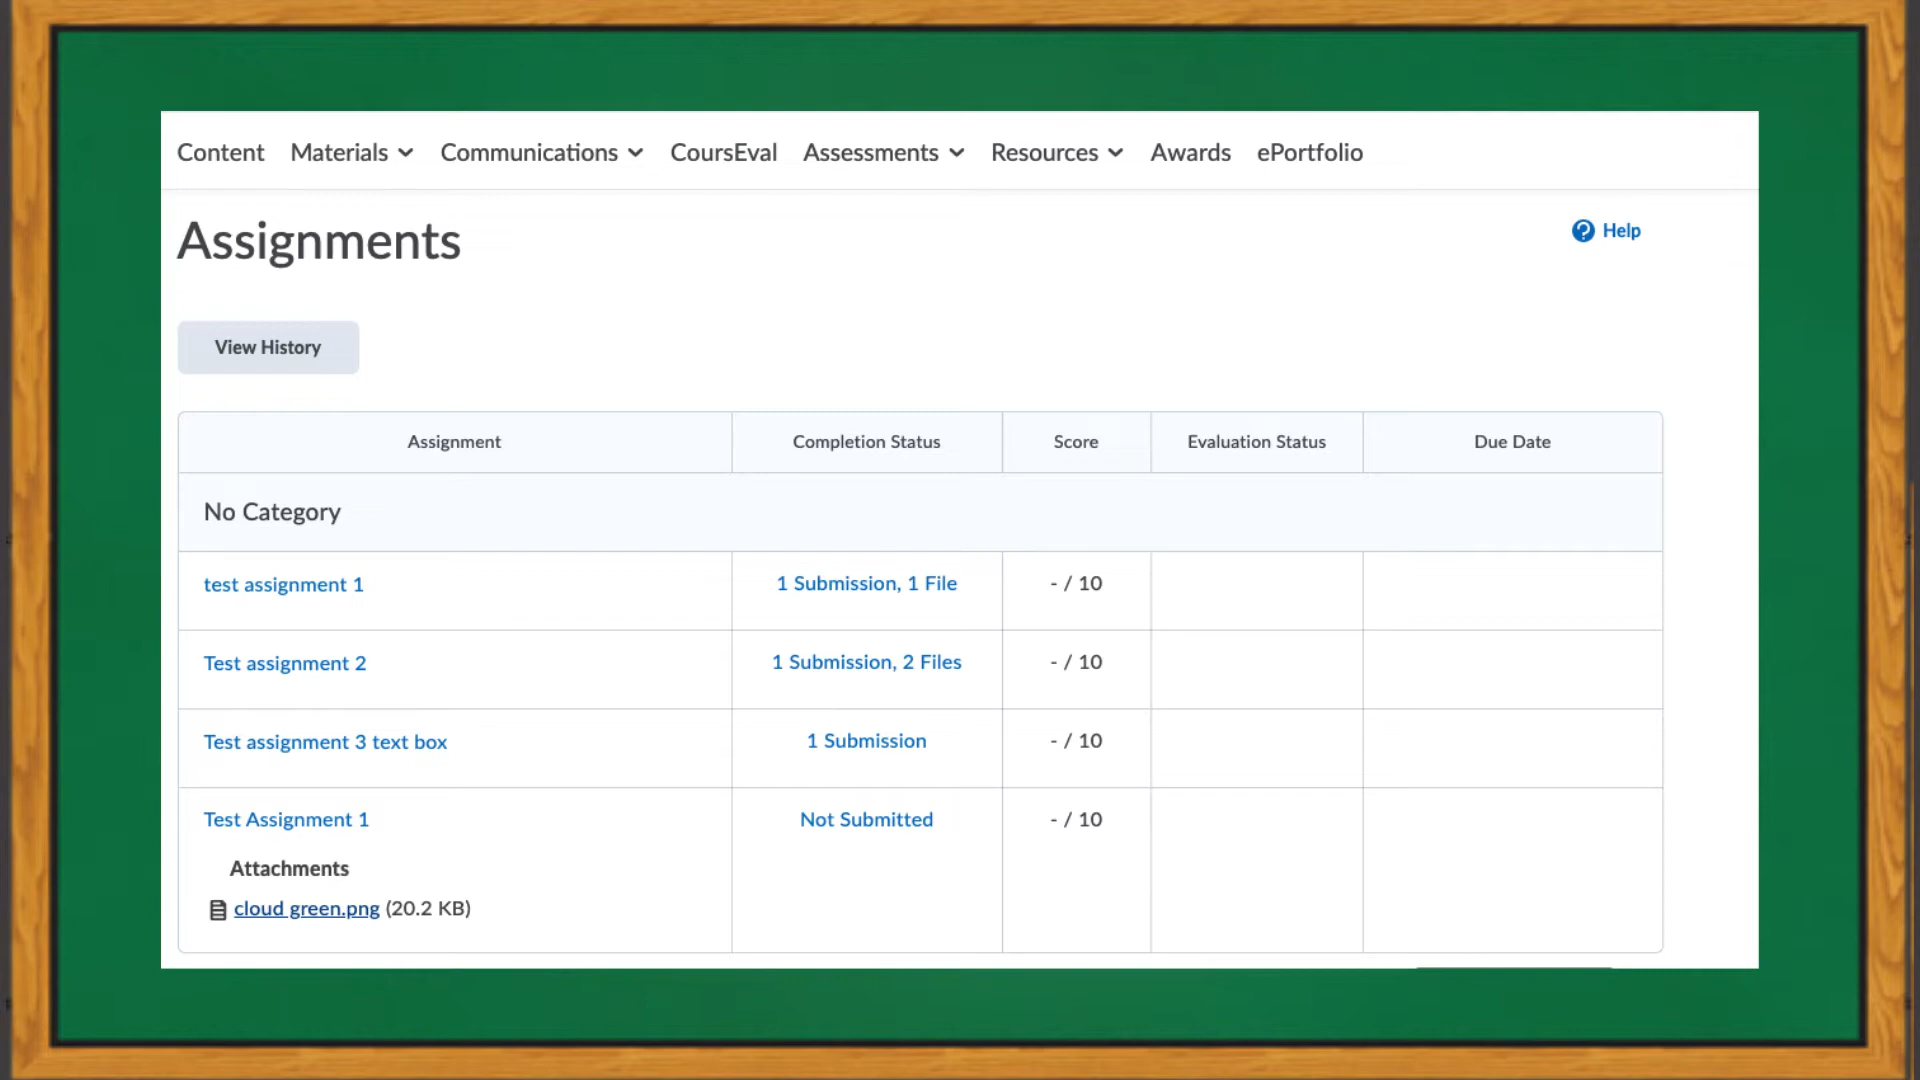 Content Materials Communications CoursEval Assessments Resources Awards ePortfolio
Assignments
Help
View History
Assignment Completion Status Score Evaluation Status Due Date
No Category
test assignment 1 1 Submission, 1 File - / 10
Test assignment 2 1 Submission, 2 Files - / 10
Test assignment 3 text box 1 Submission - / 10
Test Assignment 1 Not Submitted - / 10
Attachments
cloud green.png (20.2 KB)